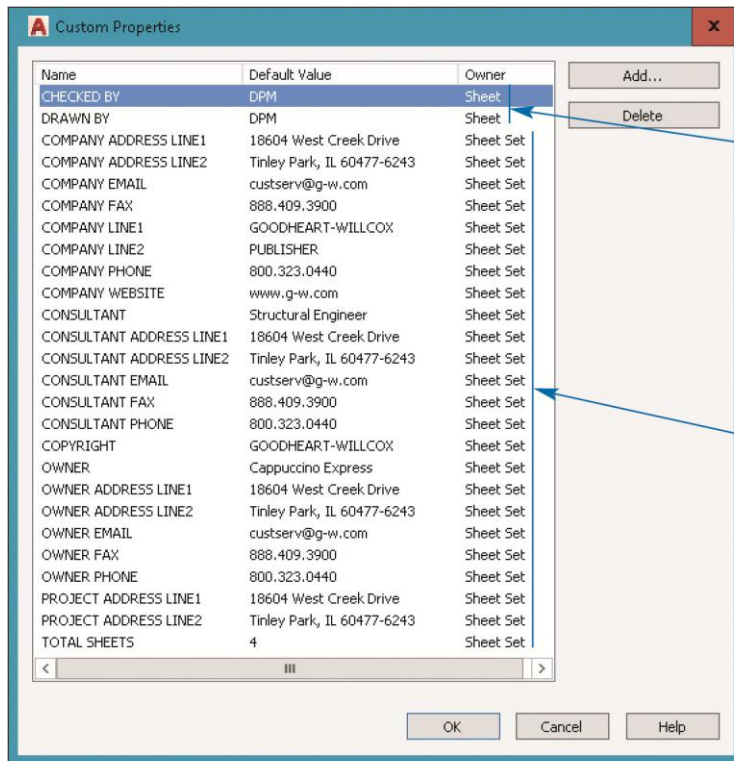 Custom Properties
x
Name Default Value Owner
Add...
CHECKED BY DPM Sheet
DRAWN BY DPM Sheet
Delete
COMPANY ADDRESS LINE1 18604 West Creek Drive Sheet Set
COMPANY ADDRESS LINE2 Tinley Park, IL 60477-6243 Sheet Set
COMPANY EMAIL custserv@g-w.com Sheet Set
COMPANY FAX 888.409.3900 Sheet Set
COMPANY LINE1 GOODHEART-WILLCOX Sheet Set
COMPANY LINE2 PUBLISHER Sheet Set
COMPANY PHONE 800.323.0440 Sheet Set
COMPANY WEBSITE www.g-w.com Sheet Set
CONSULTANT Structural Engineer Sheet Set
CONSULTANT ADDRESS LINE1 18604 West Creek Drive Sheet Set
CONSULTANT ADDRESS LINE2 Tinley Park, IL 60477-6243 Sheet Set
CONSULTANT EMAIL custserv@g-w.com Sheet Set
CONSULTANT FAX 888.409.3900 Sheet Set
CONSULTANT PHONE 800.323.0440 Sheet Set
COPYRIGHT GOODHEART-WILLCOX Sheet Set
OWNER Cappuccino Express Sheet Set
OWNER ADDRESS LINE1 18604 West Creek Drive Sheet Set
OWNER ADDRESS LINE2 Tinley Park, IL 60477-6243 Sheet Set
OWNER EMAIL custserv@g-w.com Sheet Set
OWNER FAX 888.409.3900 Sheet Set
OWNER PHONE 800.323.0440 Sheet Set
PROJECT ADDRESS LINE1 18604 West Creek Drive Sheet Set
PROJECT ADDRESS LINE2 Tinley Park, IL 60477-6243 Sheet Set
TOTAL SHEETS 4 Sheet Set
OK Cancel Help